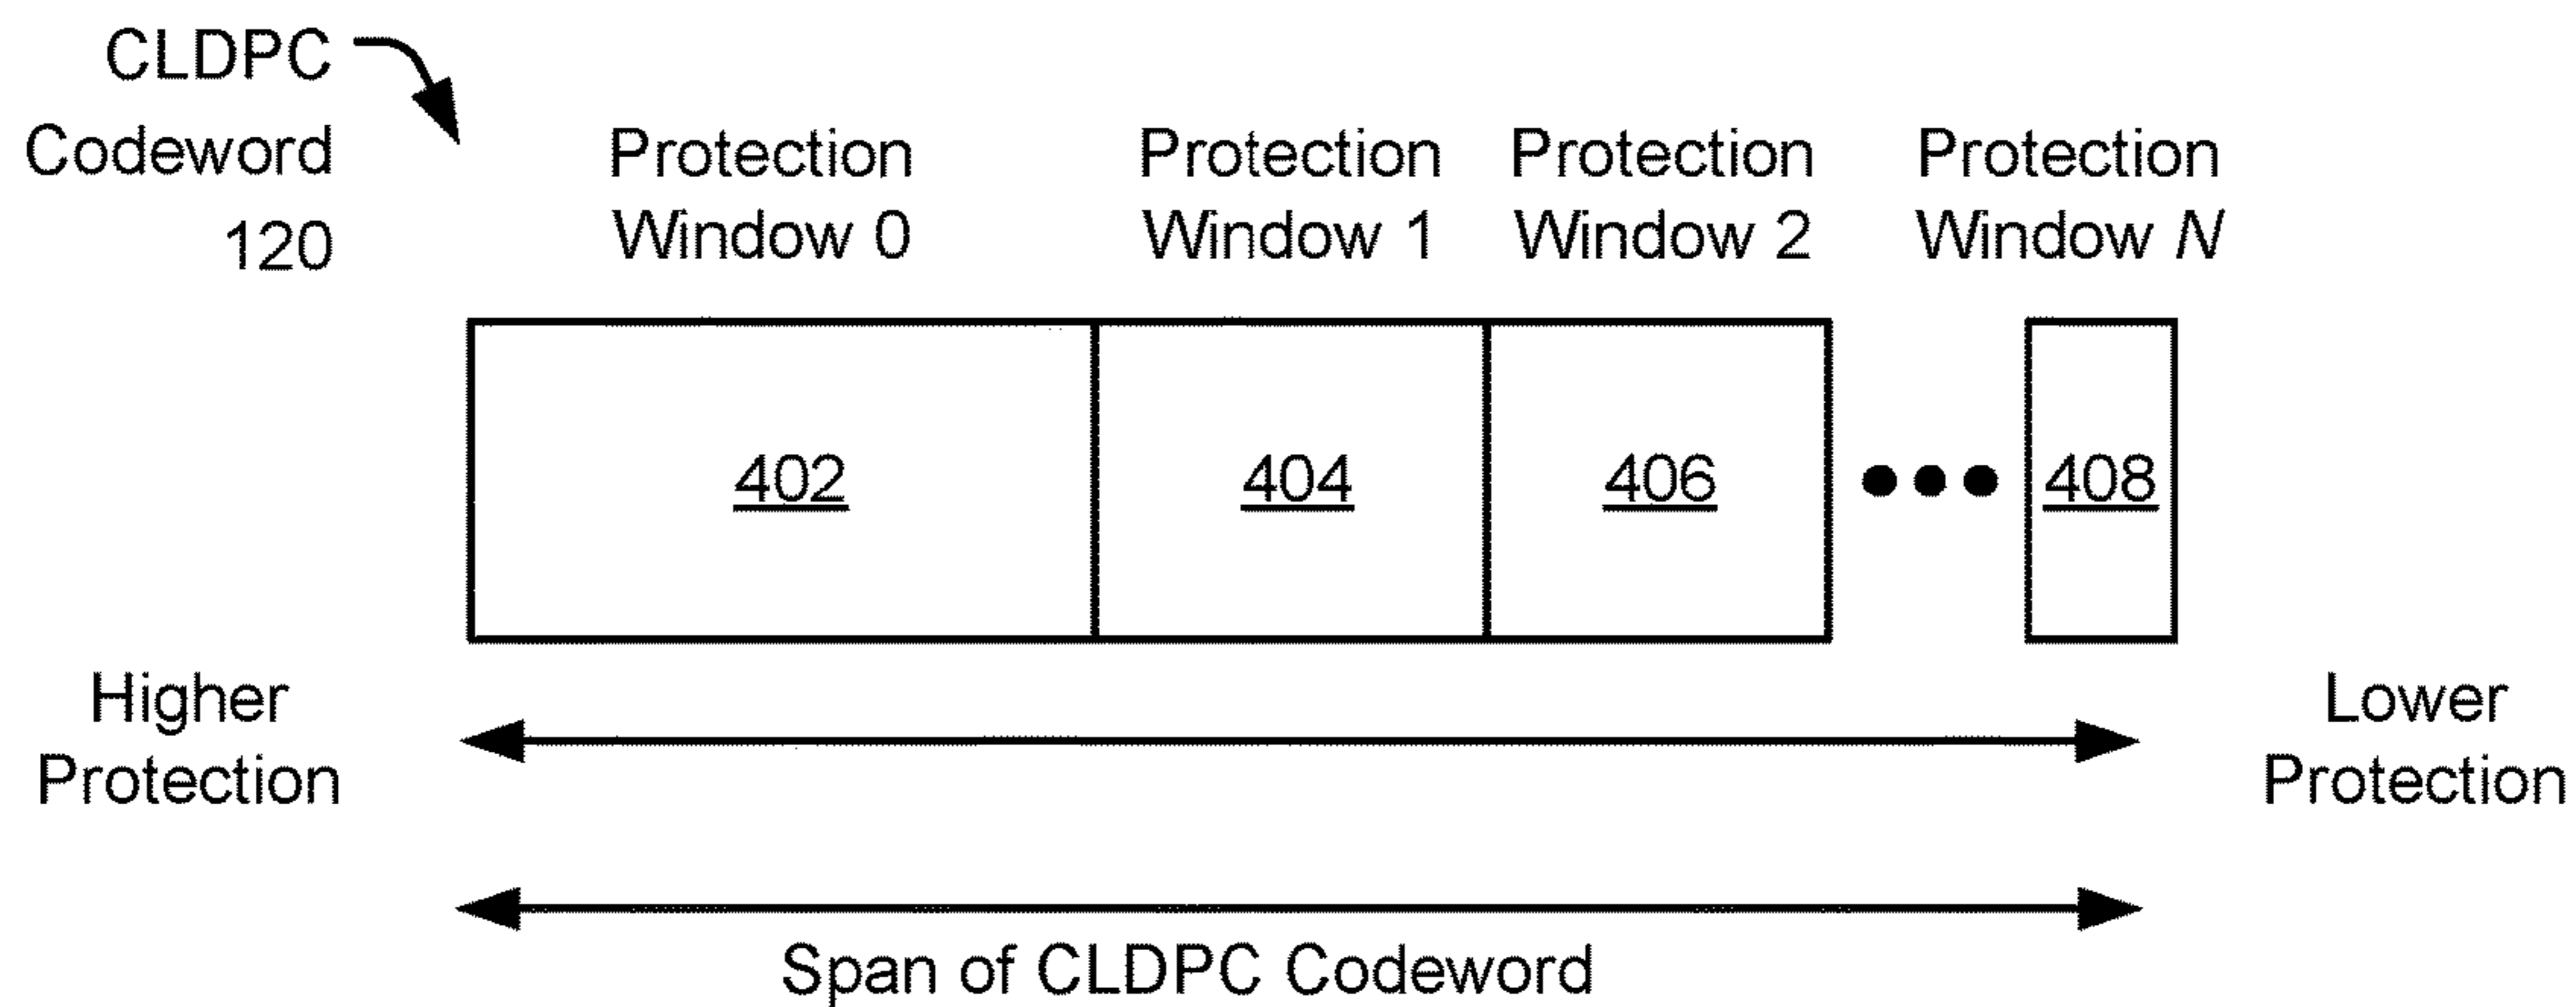 CLDPC
Codeword
120
Protection
Window 0
Protection
Window 1
Protection
Window 2
Protection
Window N
402
404
406
408
Higher
Protection
Lower
Protection
Span of CLDPC Codeword